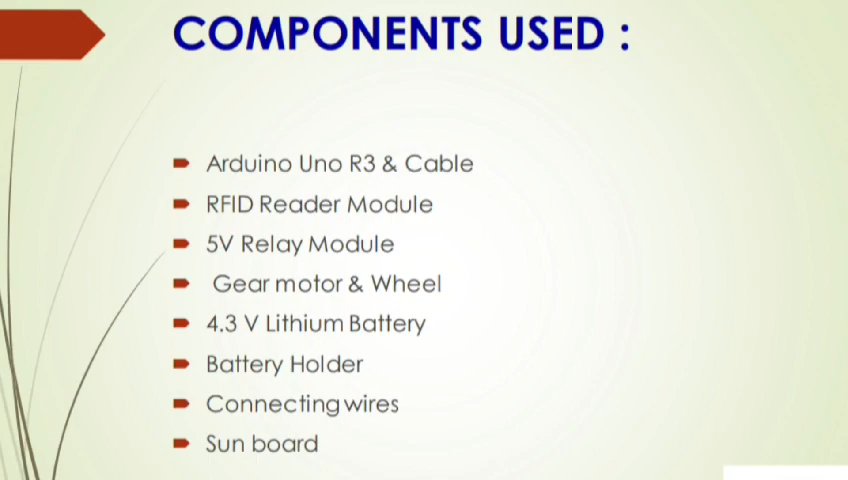 COMPONENTS USED :
Arduino Uno R3 & Cable
RFID Reader Module
5V Relay Module
Gear motor & Wheel
4.3 V Lithium Battery
Battery Holder
Connecting wires
Sun board